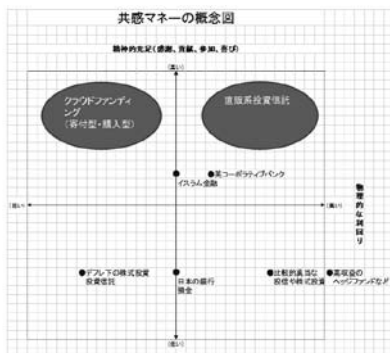 共感マネーの概念図
精神的充足(感謝、貢献、参加、喜び)
(高い)
クラウドファンディ
ング
(寄付型・購入型)
直販系投資信託
英コーポラティブバンク
イスラム金融
(低い)
(高い)
物理的な利回り
デフレ下の株式投資
投資信託
日本の銀行
預金
比較的真当な
投信や株式投資
高収益の
ヘッジファンドなど
(低い)